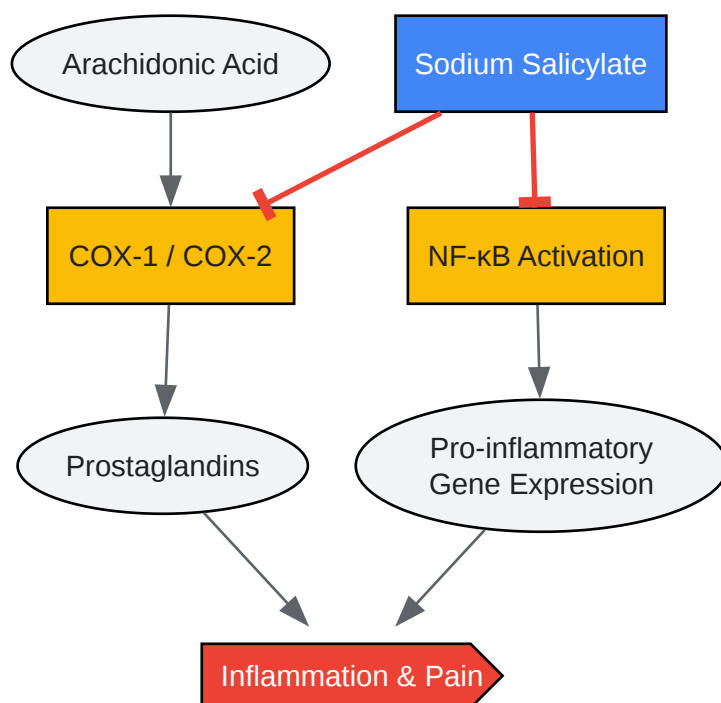 Arachidonic Acid
Sodium Salicylate
COX-1 / COX-2
NF-κB Activation
Prostaglandins
Pro-inflammatory
Gene Expression
Inflammation & Pain